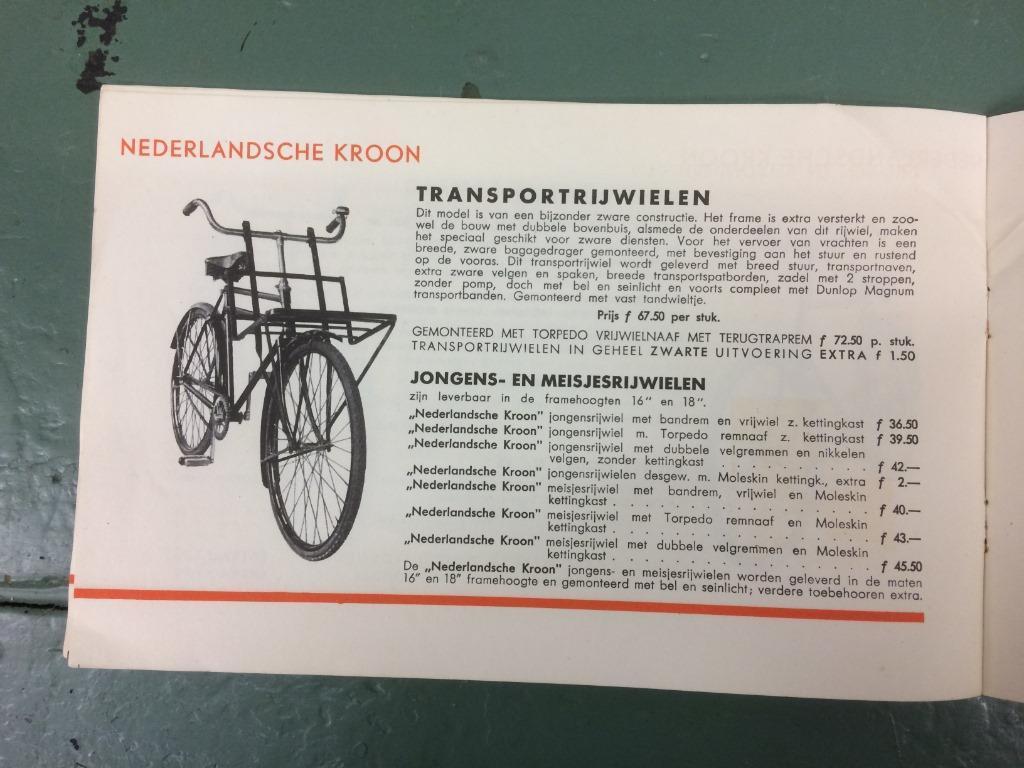 NEDERLANDSCHE KROON
TRANSPORTRIJWIELEN
Dit model is van een bijzonder zware constructie. Het frame is extra versterkt en zoo-
wel de bouw met dubbele bovenbuis, alsmede de onderdeelen van dit rijwiel, maken
het speciaal geschikt voor zware diensten. Voor het vervoer van vrachten is een
breede, zware bagagedrager gemonteerd, met bevestiging aan het stuur en rustend
op de vooras. Dit transportrijwiel wordt geleverd met breed stuur, transportnaven,
extra zware velgen en spaken, breede transportspatborden, zadel met 2 stroppen,
zonder pomp, doch met bel en seinlicht en voorts compleet met Dunlop Magnum
transportbanden. Gemonteerd met vast tandwieltje.
Prijs f 67.50 per stuk.
GEMONTEERD MET TORPEDO VRIJWIELNAAF MET TERUGTRAPREM f 72.50 p. stuk.
TRANSPORTRIJWIELEN IN GEHEEL ZWARTE UITVOERING EXTRA f 1.50
JONGENS- EN MEISJESRIJWIELEN
zijn leverbaar in de framehoogten 16" en 18".
„Nederlandsche Kroon" jongensrijwiel met bandrem en vrijwiel z. kettingkast f 36.50
„Nederlandsche Kroon" jongensrijwiel m. Torpedo remnaaf z. kettingkast f 39.50
„Nederlandsche Kroon" jongensrijwiel met dubbele velgremmen en nikkelen
velgen, zonder kettingkast . . . . . . . . . . f 42.—
„Nederlandsche Kroon" jongensrijwielen desgew. m. Moleskin kettingk., extra f 2.—
„Nederlandsche Kroon" meisjesrijwiel met bandrem, vrijwiel en Moleskin
kettingkast . . . . . . . . . . . . . . . . f 40.—
„Nederlandsche Kroon" meisjesrijwiel met Torpedo remnaaf en Moleskin
kettingkast . . . . . . . . . . . . . . . . f 43.—
„Nederlandsche Kroon" meisjesrijwiel met dubbele velgremmen en Moleskin
kettingkast . . . . . . . . . . . . . . . . f 45.50
De „Nederlandsche Kroon" jongens- en meisjesrijwielen worden geleverd in de maten
16" en 18" framehoogte en gemonteerd met bel en seinlicht; verdere toebehooren extra.